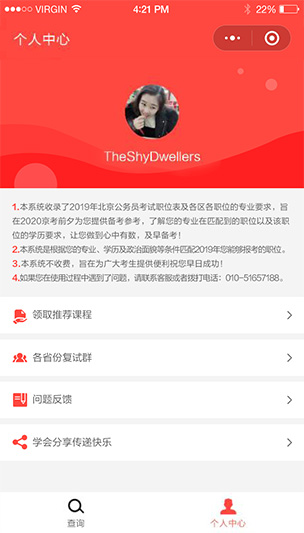 VIRGIN
4:21 PM
22%
个人中心
TheShyDwellers
1.本系统收录了2019年北京公务员考试职位表及各区各职位的专业要求，旨
在2020京考前夕为您提供备考参考，了解您的专业在匹配到的职位以及该职
位的学历要求，让您做到心中有数，及早备考！
2.本系统是根据您的专业、学历及政治面貌等条件匹配2019年您能够报考的职位。
3.本系统不收费，旨在为广大考生提供便利祝您早日成功！
4.如果您在使用过程中遇到了问题，请联系客服或者拨打电话：010-51657188。
领取推荐课程
各省份复试群
问题反馈
学会分享传递快乐
查询
个人中心